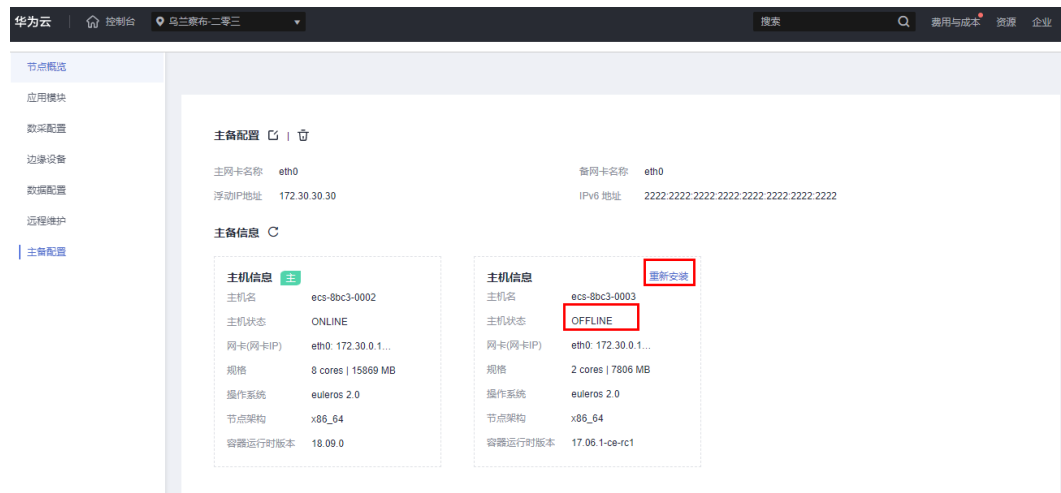 华为云 控制台 乌兰察布-二零三 搜索 费用与成本 资源 企业
节点概览
应用模块
数采配置
边缘设备
数据配置
远程维护
主备配置
主备配置
主网卡名称 eth0 备网卡名称 eth0
浮动IP地址 172.30.30.30 IPv6 地址 2222:2222:2222:2222:2222:2222:2222:2222
主备信息
主机信息 主
主机名 ecs-8bc3-0002
主机状态 ONLINE
网卡(网卡IP) eth0: 172.30.0.1...
规格 8 cores | 15869 MB
操作系统 euleros 2.0
节点架构 x86_64
容器运行时版本 18.09.0
主机信息 重新安装
主机名 ecs-8bc3-0003
主机状态 OFFLINE
网卡(网卡IP) eth0: 172.30.0.1...
规格 2 cores | 7806 MB
操作系统 euleros 2.0
节点架构 x86_64
容器运行时版本 17.06.1-ce-rc1